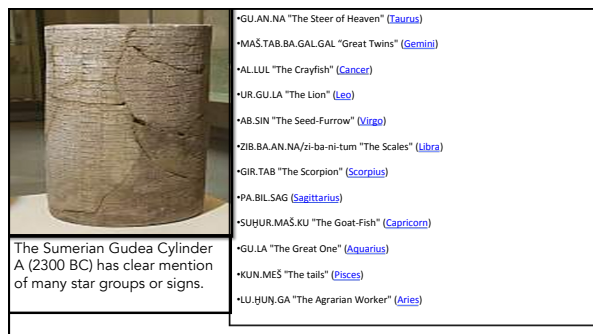 •GU.AN.NA "The Steer of Heaven" (Taurus)
•MAŠ.TAB.BA.GAL.GAL "Great Twins" (Gemini)
•AL.LUL "The Crayfish" (Cancer)
•UR.GU.LA "The Lion" (Leo)
•AB.SIN "The Seed-Furrow" (Virgo)
•ZIB.BA.AN.NA/zi-ba-ni-tum "The Scales" (Libra)
•GIR.TAB "The Scorpion" (Scorpius)
•PA.BIL.SAG (Sagittarius)
•SUḪUR.MAŠ.KU "The Goat-Fish" (Capricorn)
•GU.LA "The Great One" (Aquarius)
•KUN.MEŠ "The tails" (Pisces)
•LU.ḪUṆ.GA "The Agrarian Worker" (Aries)
The Sumerian Gudea Cylinder
A (2300 BC) has clear mention
of many star groups or signs.